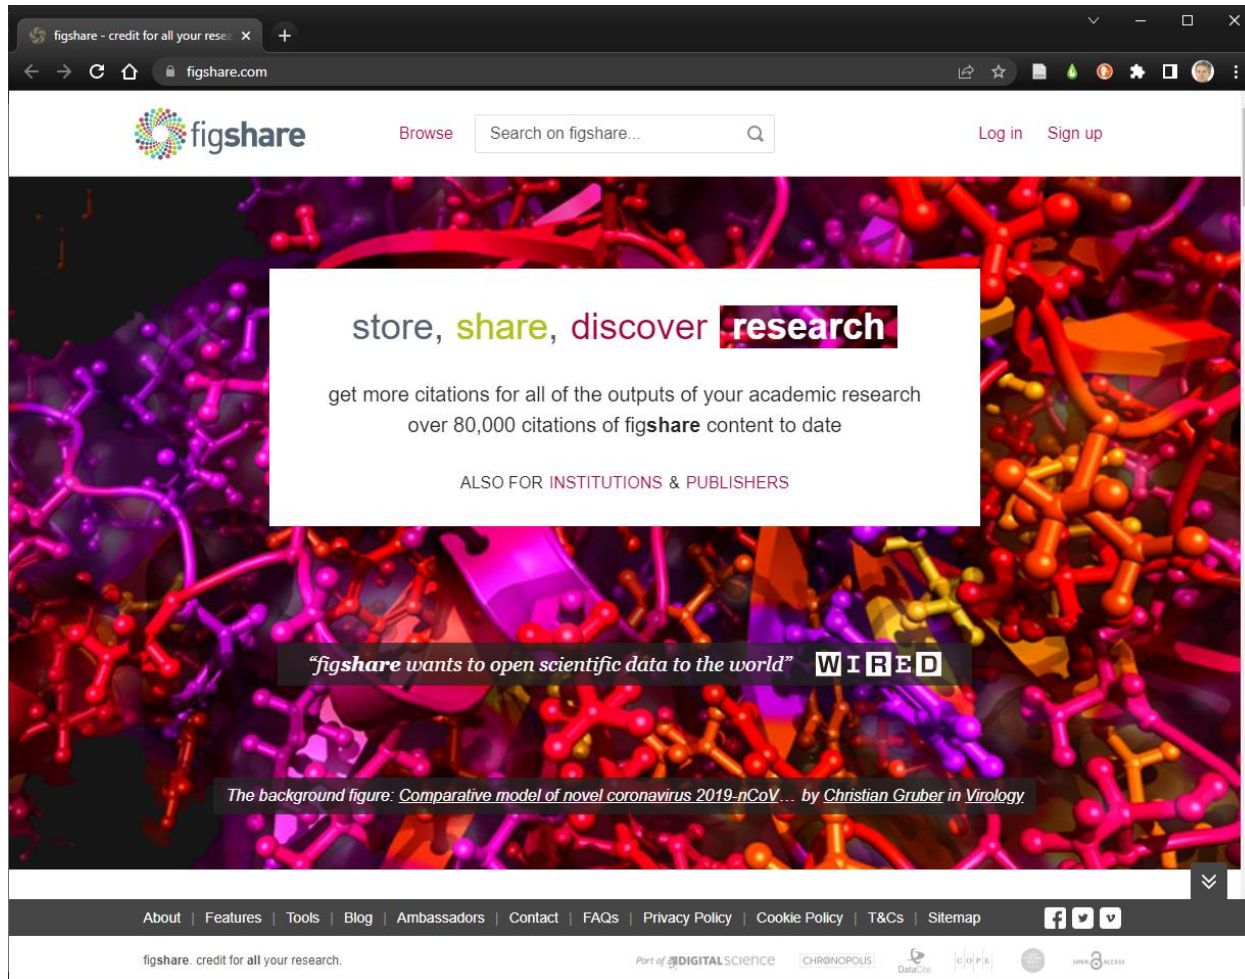 figshare - credit for all your resea
figshare.com
figshare
Browse
Search on figshare...
Log in
Sign up
store, share, discover research
get more citations for all of the outputs of your academic research
over 80,000 citations of figshare content to date
ALSO FOR INSTITUTIONS & PUBLISHERS
“figshare wants to open scientific data to the world” WIRED
The background figure: Comparative model of novel coronavirus 2019-nCoV... by Christian Gruber in Virology
About | Features | Tools | Blog | Ambassadors | Contact | FAQs | Privacy Policy | Cookie Policy | T&Cs | Sitemap
figshare. credit for all your research.
Part of DIGITALSCIENCE
CHRONOPOLIS
DataCite
COPE
OPEN ACCESS